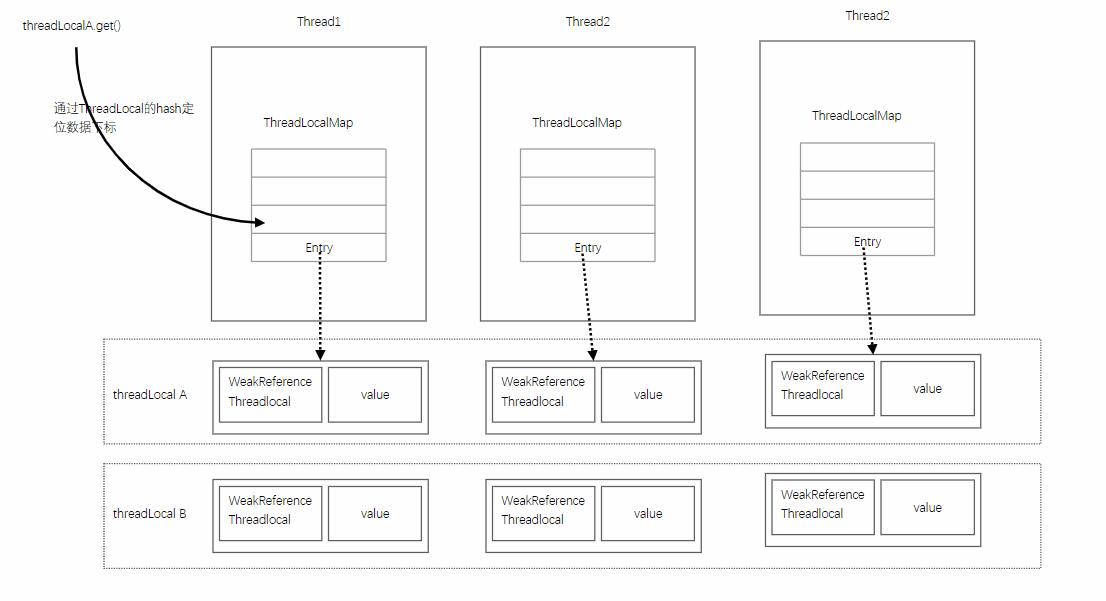 threadLocalA.get()
Thread1
Thread2
Thread2
通过ThreadLocal的hash定
位数据下标
ThreadLocalMap
ThreadLocalMap
ThreadLocalMap
Entry
Entry
Entry
threadLocal A
WeakReference
Threadlocal
value
WeakReference
Threadlocal
value
WeakReference
Threadlocal
value
threadLocal B
WeakReference
Threadlocal
value
WeakReference
Threadlocal
value
WeakReference
Threadlocal
value